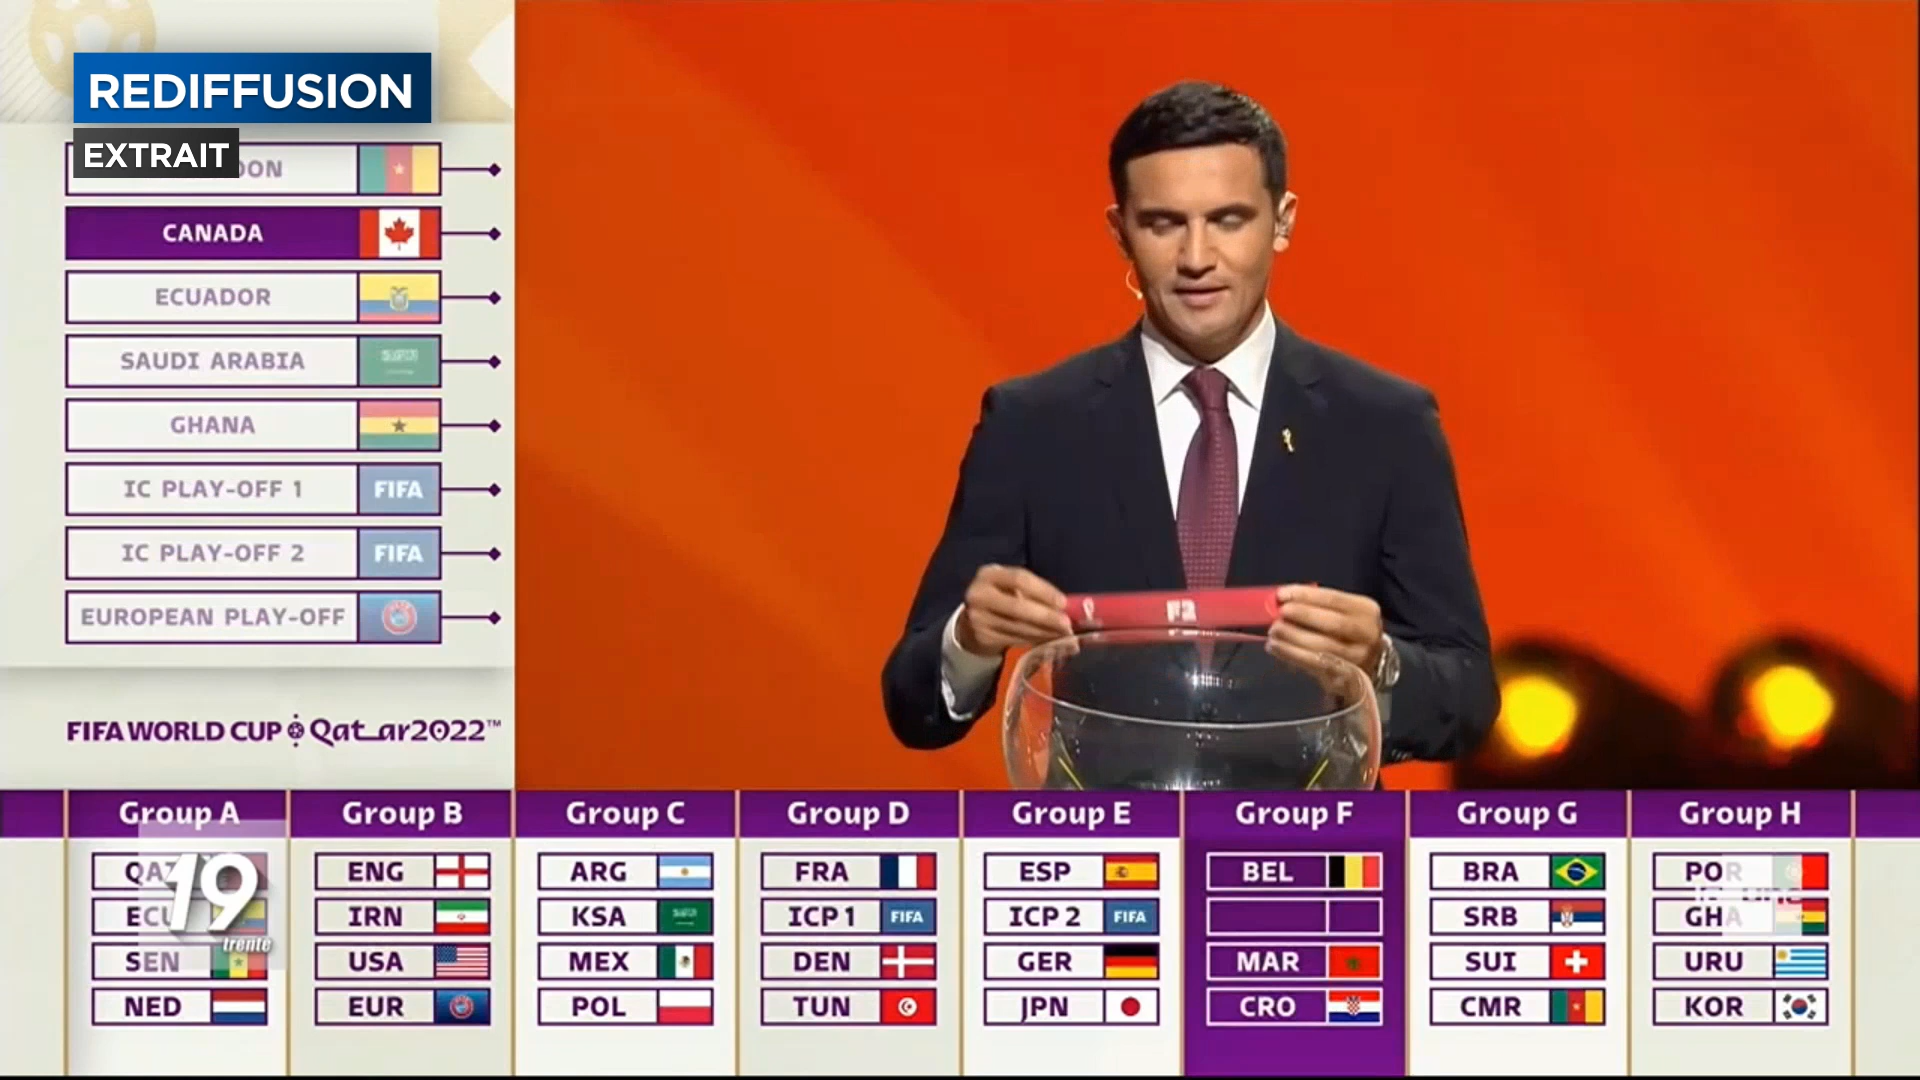 REDIFFUSION
EXTRAIT
CANADA
ECUADOR
SAUDI ARABIA
GHANA
IC PLAY-OFF 1
FIFA
IC PLAY-OFF 2
FIFA
EUROPEAN PLAY-OFF
FIFA WORLD CUP Qatar2022™
F2
Group A
Group B
Group C
Group D
Group E
Group F
Group G
Group H
ENG
ARG
FRA
ESP
BEL
BRA
POR
ECU
IRN
KSA
ICP 1 FIFA
ICP 2 FIFA
SRB
GHA
19
trente
SEN
USA
MEX
DEN
GER
MAR
SUI
URU
NED
EUR
POL
TUN
JPN
CRO
CMR
KOR